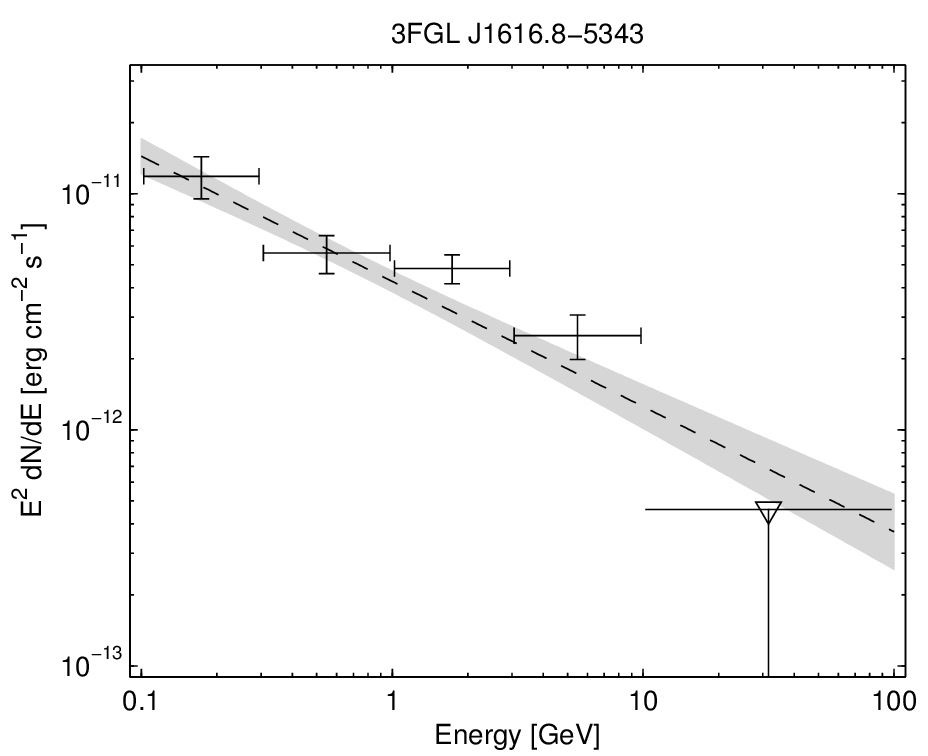 3FGL J1616.8−5343
10⁻¹¹
10⁻¹²
10⁻¹³
E² dN/dE [erg cm⁻² s⁻¹]
0.1 1 10 100
Energy [GeV]